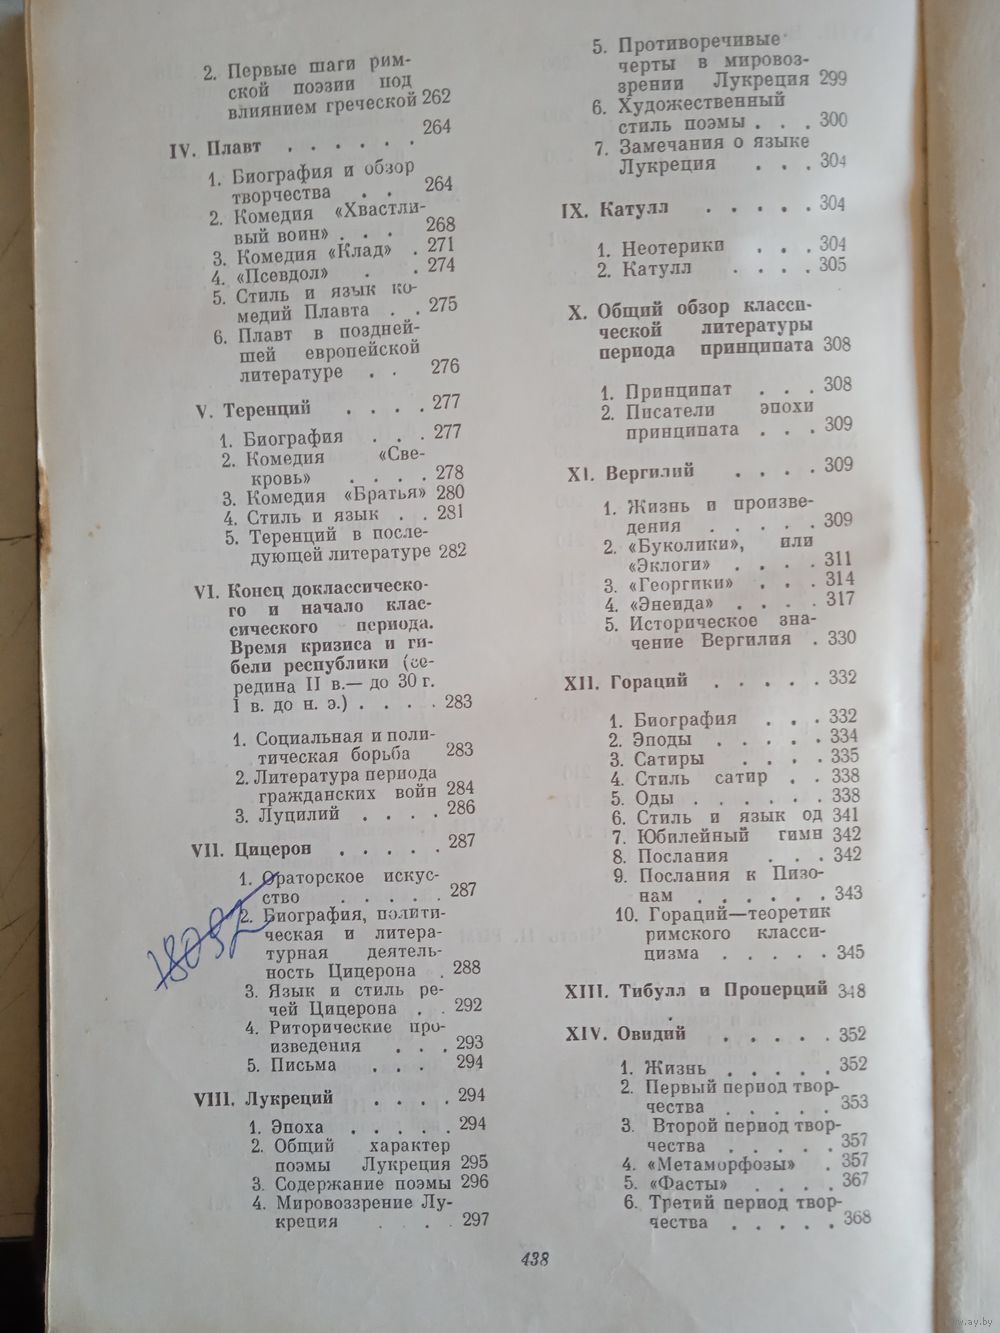 2. Первые шаги рим-
ской поэзии под
влиянием греческой 262
IV. Плавт . . . . . . 264
1. Биография и обзор
творчества . . 264
2. Комедия «Хвастли-
вый воин» . . . 268
3. Комедия «Клад» . 271
4. «Псевдол» . . 274
5. Стиль и язык ко-
медий Плавта . . 275
6. Плавт в поздней-
шей европейской
литературе . . 276
V. Теренций . . . . 277
1. Биография . . . 277
2. Комедия «Све-
кровь» . . . . 278
3. Комедия «Братья» 280
4. Стиль и язык . . 281
5. Теренций в после-
дующей литературе 282
VI. Конец доклассическо-
го и начало клас-
сического периода.
Время кризиса и ги-
бели республики (се-
редина II в.— до 30 г.
I в. до н. э.) . . . . 283
1. Социальная и поли-
тическая борьба 283
2. Литература периода
гражданских войн 284
3. Луцилий . . . . 286
VII. Цицерон . . . . . 287
1. Ораторское искус-
ство . . . . . 287
2. Биография, полити-
ческая и литера-
турная деятель-
ность Цицерона . 288
3. Язык и стиль ре-
чей Цицерона . . 292
4. Риторические про-
изведения . . . 293
5. Письма . . . 294
VIII. Лукреций . . . . 294
1. Эпоха . . . . . 294
2. Общий характер
поэмы Лукреция 295
3. Содержание поэмы 296
4. Мировоззрение Лу-
креция . . . . 297
5. Противоречивые
черты в мировоз-
зрении Лукреция 299
6. Художественный
стиль поэмы . . . 300
7. Замечания о языке
Лукреция . . . 304
IX. Катулл . . . . . 304
1. Неотерики . . . 304
2. Катулл . . . . 305
X. Общий обзор класси-
ческой литературы
периода принципата 308
1. Принципат . . . 308
2. Писатели эпохи
принципата . . . 309
XI. Вергилий . . . . 309
1. Жизнь и произве-
дения . . . . . 309
2. «Буколики», или
«Эклоги» . . . . 311
3. «Георгики» . . . 314
4. «Энеида» . . . . 317
5. Историческое зна-
чение Вергилия . 330
XII. Гораций . . . . . 332
1. Биография . . . 332
2. Эподы . . . . . 334
3. Сатиры . . . . 335
4. Стиль сатир . . 338
5. Оды . . . . . . 338
6. Стиль и язык од 341
7. Юбилейный гимн 342
8. Послания . . . 342
9. Послания к Пизо-
нам . . . . . . 343
10. Гораций—теоретик
римского класси-
цизма . . . . . 345
XIII. Тибулл и Проперций 348
XIV. Овидий . . . . . 352
1. Жизнь . . . . . 352
2. Первый период твор-
чества . . . . . 353
3. Второй период твор-
чества . . . . . 357
4. «Метаморфозы» . 357
5. «Фасты» . . . . 367
6. Третий период твор-
чества . . . . . 368
438